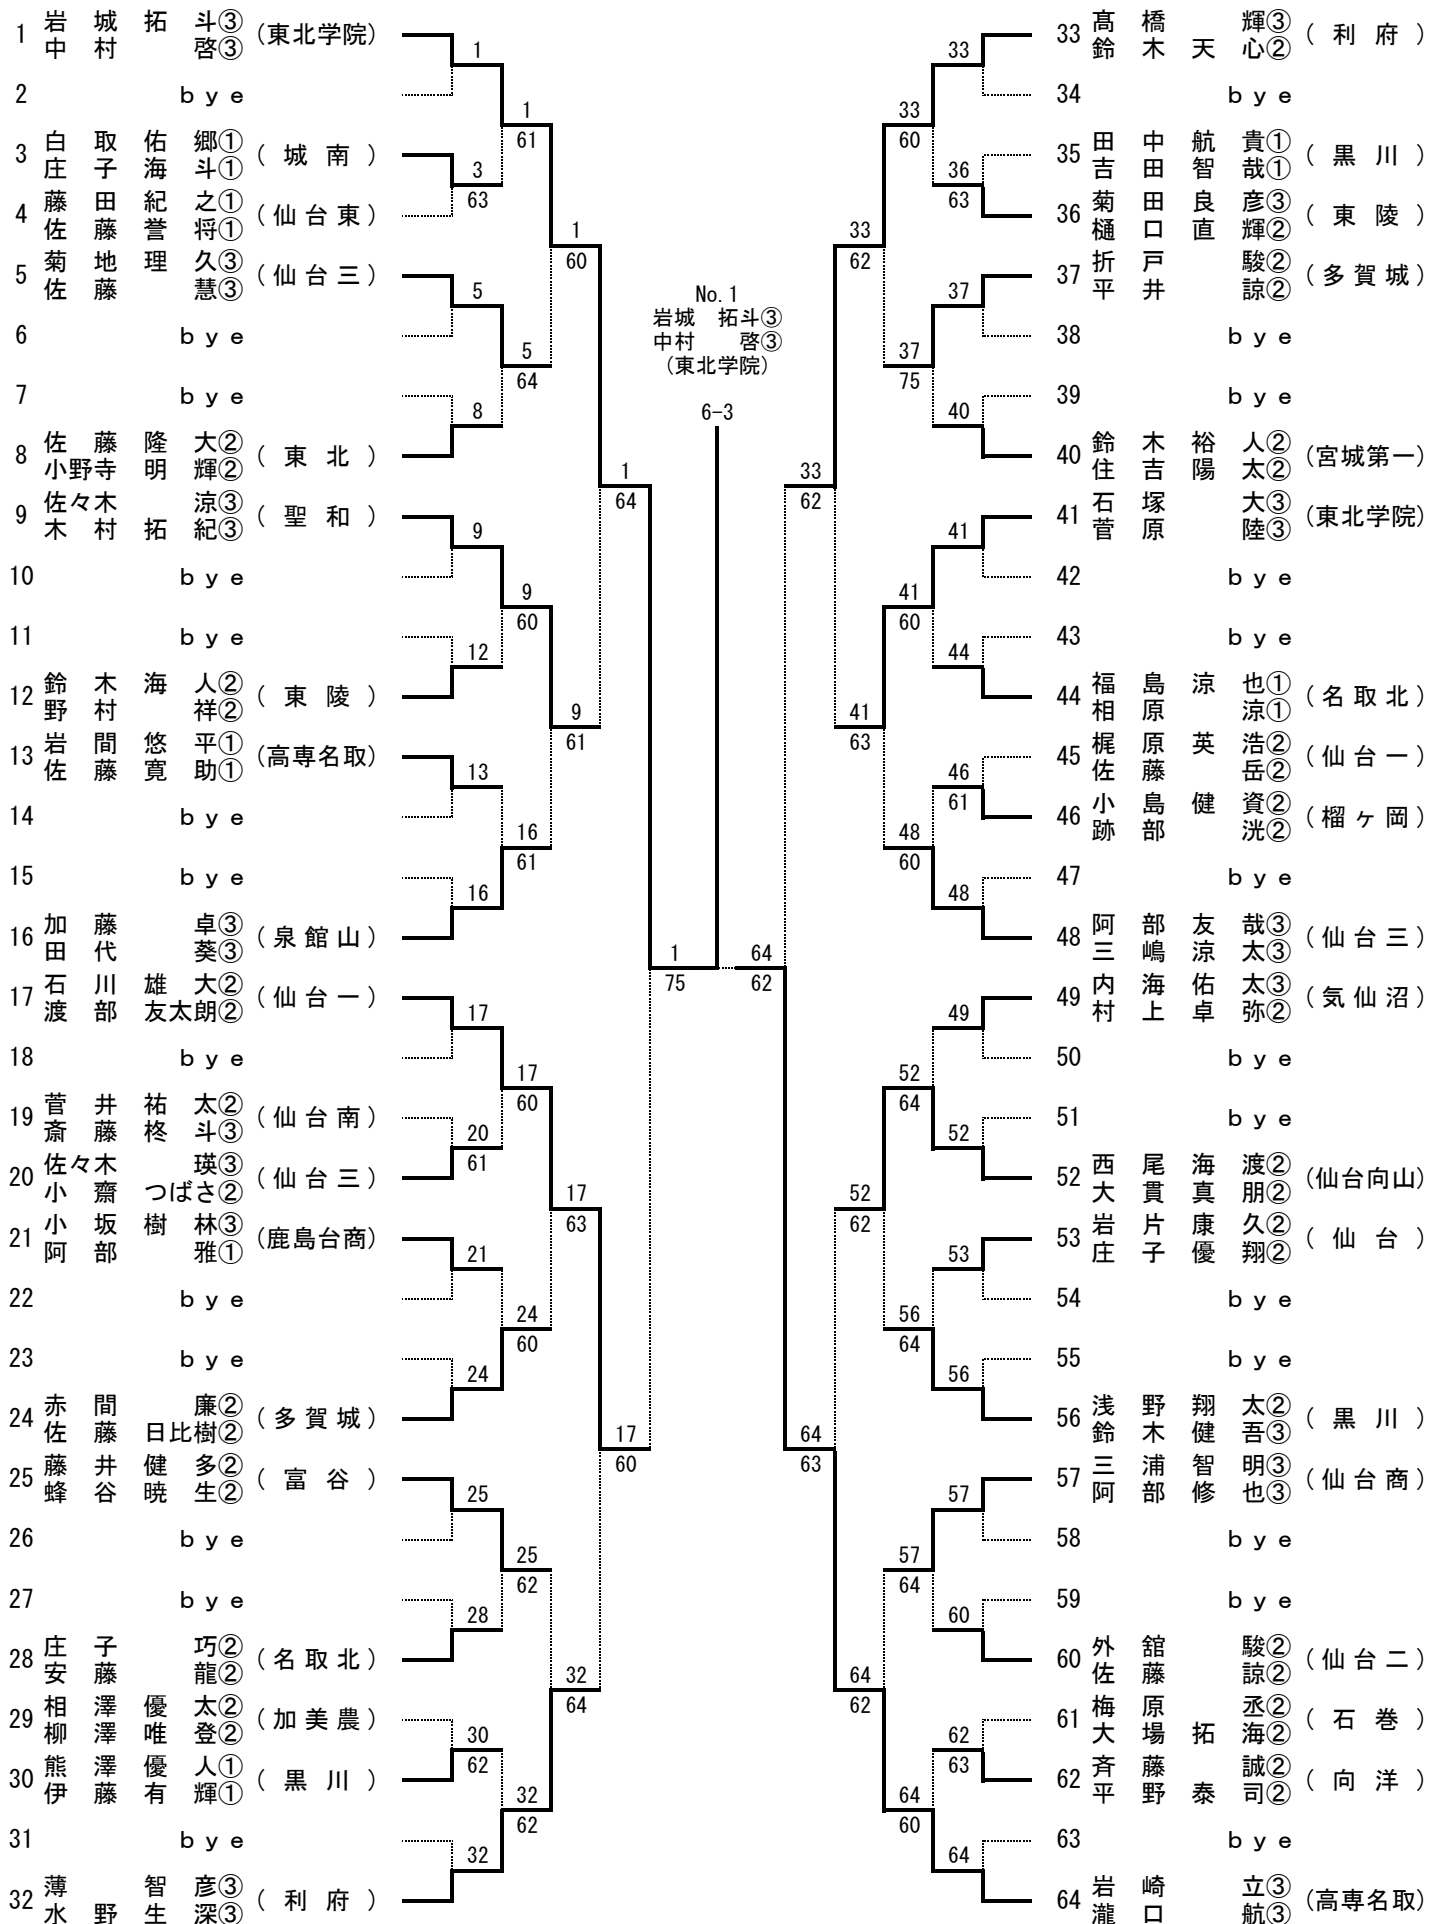 1 岩城拓斗③ (東北学院)
中村啓③
2 bye
3 白取佑郷① (城南)
庄子海斗①
4 藤田紀之① (仙台東)
佐藤誉将①
5 菊地理久③ (仙台三)
佐藤慧③
6 bye
7 bye
8 佐藤隆大② (東北)
小野寺明輝②
9 佐々木涼③ (聖和)
木村拓紀③
10 bye
11 bye
12 鈴木海人② (東陵)
野村祥②
13 岩間悠平① (高専名取)
佐藤寛助①
14 bye
15 bye
16 加藤卓③ (泉館山)
田代葵③
17 石川雄大② (仙台一)
渡部友太朗②
18 bye
19 菅井祐太② (仙台南)
斎藤柊斗③
20 佐々木瑛③ (仙台三)
小齋つばさ②
21 小坂樹林③ (鹿島台商)
阿部雅①
22 bye
23 bye
24 赤間廉② (多賀城)
佐藤日比樹②
25 藤井健多② (富谷)
蜂谷暁生②
26 bye
27 bye
28 庄子巧② (名取北)
安藤龍②
29 相澤優太② (加美農)
柳澤唯登②
30 熊澤優人① (黒川)
伊藤有輝①
31 bye
32 薄智彦③ (利府)
水野生深③
1
3
63
5
8
9
12
13
16
17
20
61
21
24
25
28
30
62
32
1
61
5
64
9
60
16
61
17
60
24
60
25
62
32
62
1
60
9
61
17
63
32
64
1
64
17
60
1
75
No.1
岩城 拓斗③
中村 啓③
(東北学院)
6-3
64
62
33
62
64
63
33
62
41
63
52
62
64
62
33
60
37
75
41
60
48
60
52
64
56
64
57
64
64
60
33
36
63
37
40
41
44
46
61
48
49
52
53
56
57
60
62
63
64
33 髙橋輝③ (利府)
鈴木天心②
34 bye
35 田中航貴① (黒川)
吉田智哉①
36 菊田良彦③ (東陵)
樋口直輝②
37 折戸駿② (多賀城)
平井諒②
38 bye
39 bye
40 鈴木裕人② (宮城第一)
住吉陽太②
41 石塚大③ (東北学院)
菅原陸③
42 bye
43 bye
44 福島涼也① (名取北)
相原涼①
45 梶原英浩② (仙台一)
佐藤岳②
46 小島健資② (榴ヶ岡)
跡部洸②
47 bye
48 阿部友哉③ (仙台三)
三嶋涼太③
49 内海佑太③ (気仙沼)
村上卓弥②
50 bye
51 bye
52 西尾海渡② (仙台向山)
大貫真朋②
53 岩片康久② (仙台)
庄子優翔②
54 bye
55 bye
56 浅野翔太② (黒川)
鈴木健吾③
57 三浦智明③ (仙台商)
阿部修也③
58 bye
59 bye
60 外舘駿② (仙台二)
佐藤諒②
61 梅原丞② (石巻)
大場拓海②
62 斉藤誠② (向洋)
平野泰司②
63 bye
64 岩崎立③ (高専名取)
瀧口航③